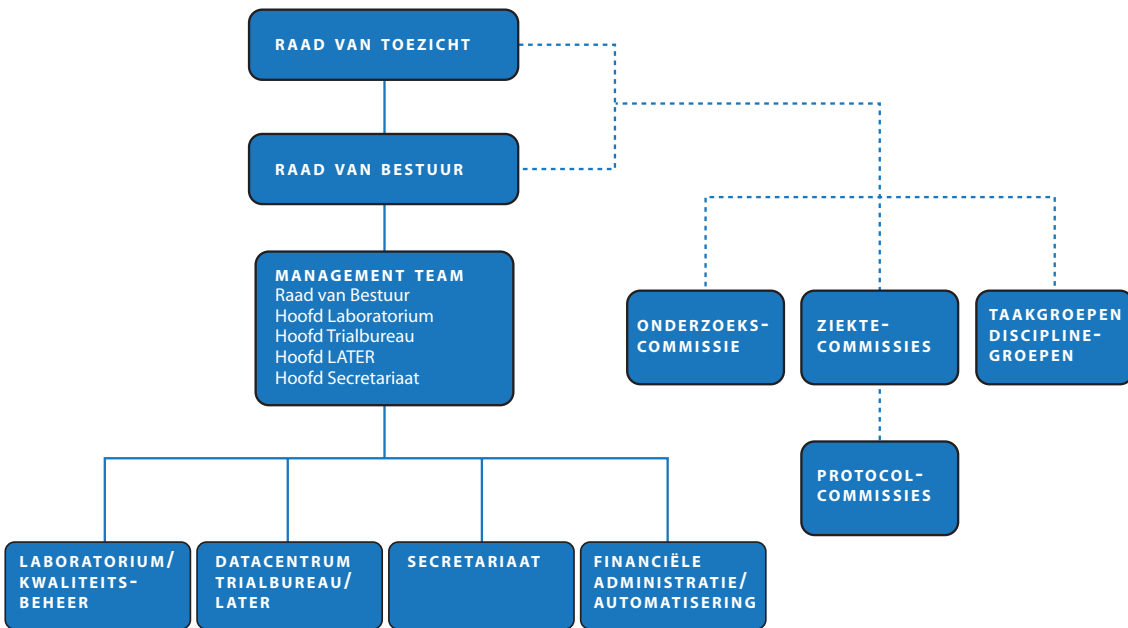 RAAD VAN TOEZICHT
RAAD VAN BESTUUR
MANAGEMENT TEAM
Raad van Bestuur
Hoofd Laboratorium
Hoofd Trialbureau
Hoofd LATER
Hoofd Secretariaat
ONDERZOEKS-
COMMISSIE
ZIEKTE-
COMMISSIES
TAAKGROEPEN
DISCIPLINE-
GROEPEN
PROTOCOL-
COMMISSIES
LABORATORIUM/
KWALITEITS-
BEHEER
DATACENTRUM
TRIALBUREAU/
LATER
SECRETARIAAT
FINANCIËLE
ADMINISTRATIE/
AUTOMATISERING